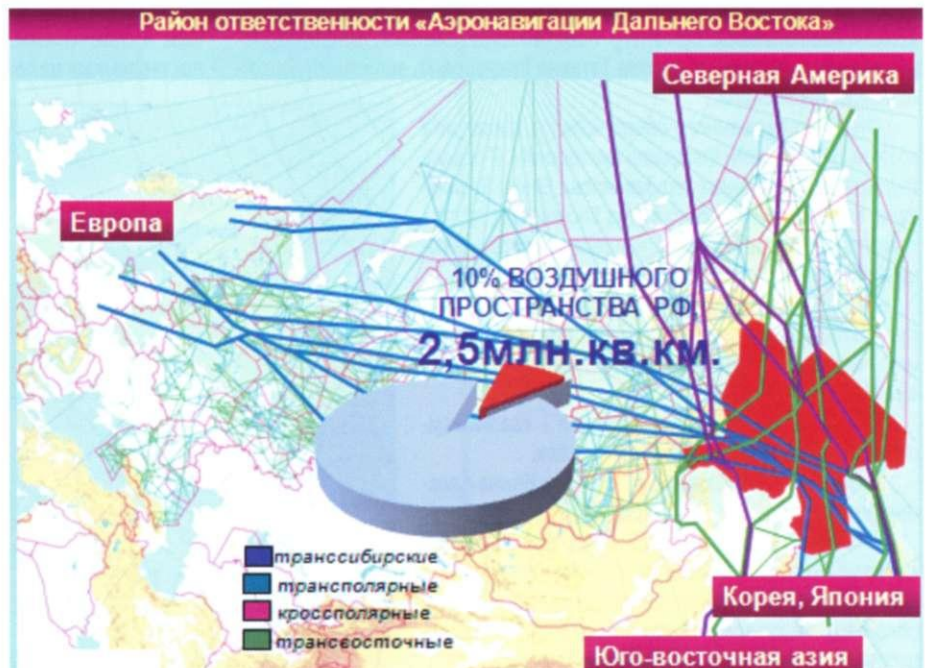 Район ответственности «Аэронавигации Дальнего Востока»
Северная Америка
Европа
10% ВОЗДУШНОГО
ПРОСТРАНСТВА РФ,
2,5млн.кв.км.
транссибирские
трансполярные
кроссполярные
трансвосточные
Корея, Япония
Юго-восточная азия